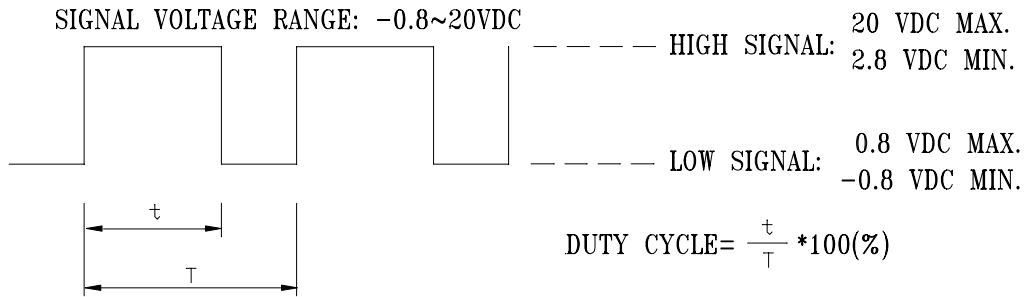 SIGNAL VOLTAGE RANGE: -0.8~20VDC
HIGH SIGNAL: 20 VDC MAX.
2.8 VDC MIN.
LOW SIGNAL: 0.8 VDC MAX.
-0.8 VDC MIN.
t
T
DUTY CYCLE= t/T *100(%)